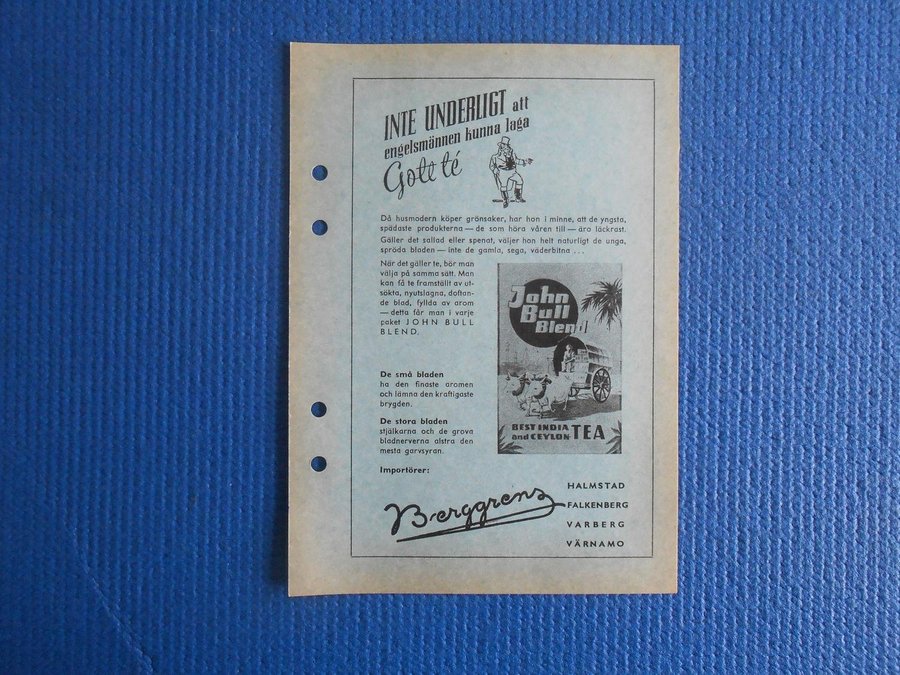 INTE UNDERLIGT att
engelsmännen kunna laga
Gott té
Då husmodern köper grönsaker, har hon i minne, att de yngsta,
spädaste produkterna — de som höra våren till — äro läckrast.
Gäller det sallad eller spenat, väljer hon helt naturligt de unga,
spröda bladen — inte de gamla, sega, väderbitna ...
När det gäller te, bör man
välja på samma sätt. Man
kan få te framställt av ut-
sökta, nyutslagna, doftan-
de blad, fyllda av arom
— detta får man i varje
paket JOHN BULL
BLEND.
De små bladen
ha den finaste aromen
och lämna den kraftigaste
brygden.
De stora bladen
stjälkarna och de grova
bladnerverna alstra den
mesta garvsyran.
John
Bull
Blend
BEST INDIA
and CEYLON TEA
Importörer:
Berggrens
HALMSTAD
FALKENBERG
VARBERG
VÄRNAMO